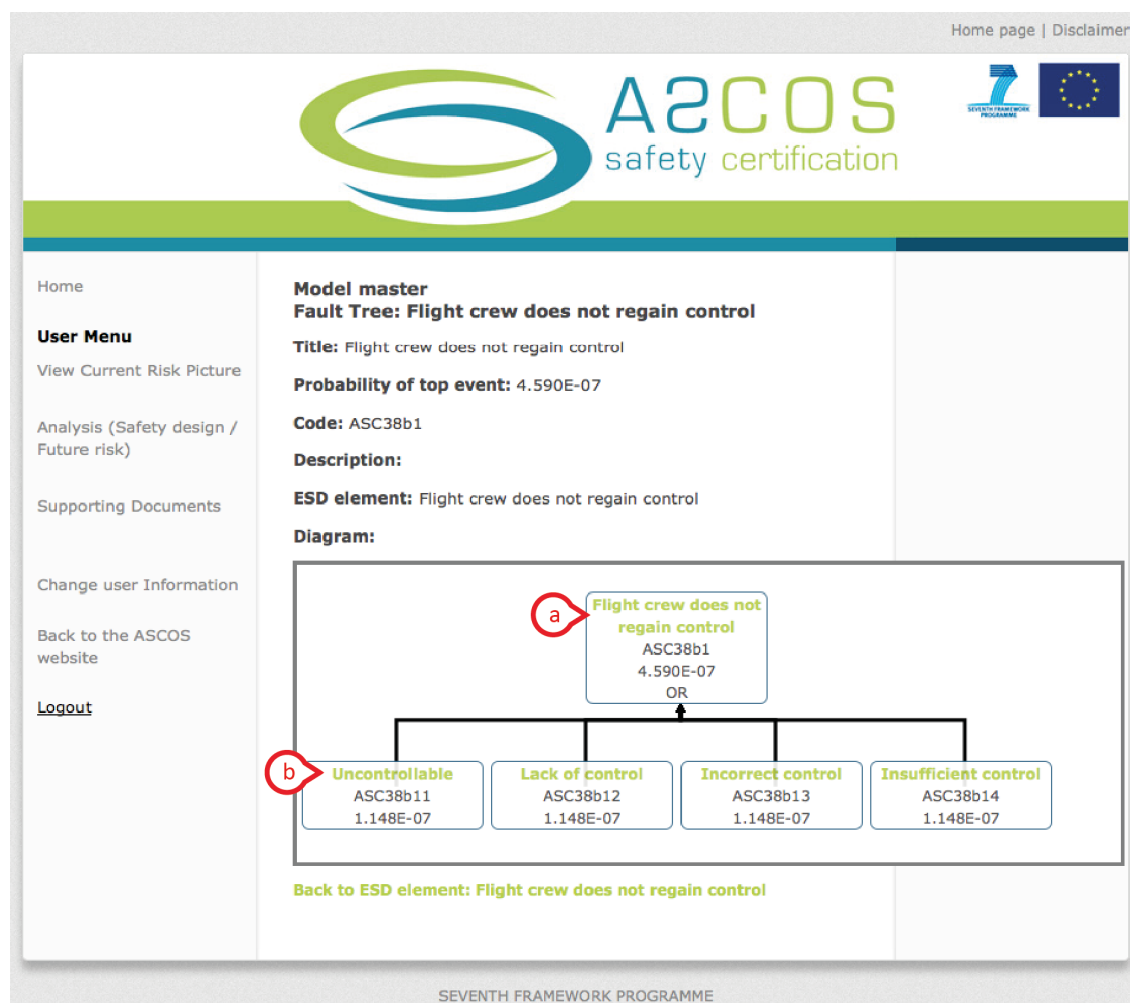 Home page | Disclaimer
ASCOS
safety certification
SEVENTH FRAMEWORK
PROGRAMME
Home
User Menu
View Current Risk Picture
Analysis (Safety design /
Future risk)
Supporting Documents
Change user Information
Back to the ASCOS
website
Logout
Model master
Fault Tree: Flight crew does not regain control
Title: Flight crew does not regain control
Probability of top event: 4.590E-07
Code: ASC38b1
Description:
ESD element: Flight crew does not regain control
Diagram:
a
Flight crew does not
regain control
ASC38b1
4.590E-07
OR
b
Uncontrollable
ASC38b11
1.148E-07
Lack of control
ASC38b12
1.148E-07
Incorrect control
ASC38b13
1.148E-07
Insufficient control
ASC38b14
1.148E-07
Back to ESD element: Flight crew does not regain control
SEVENTH FRAMEWORK PROGRAMME